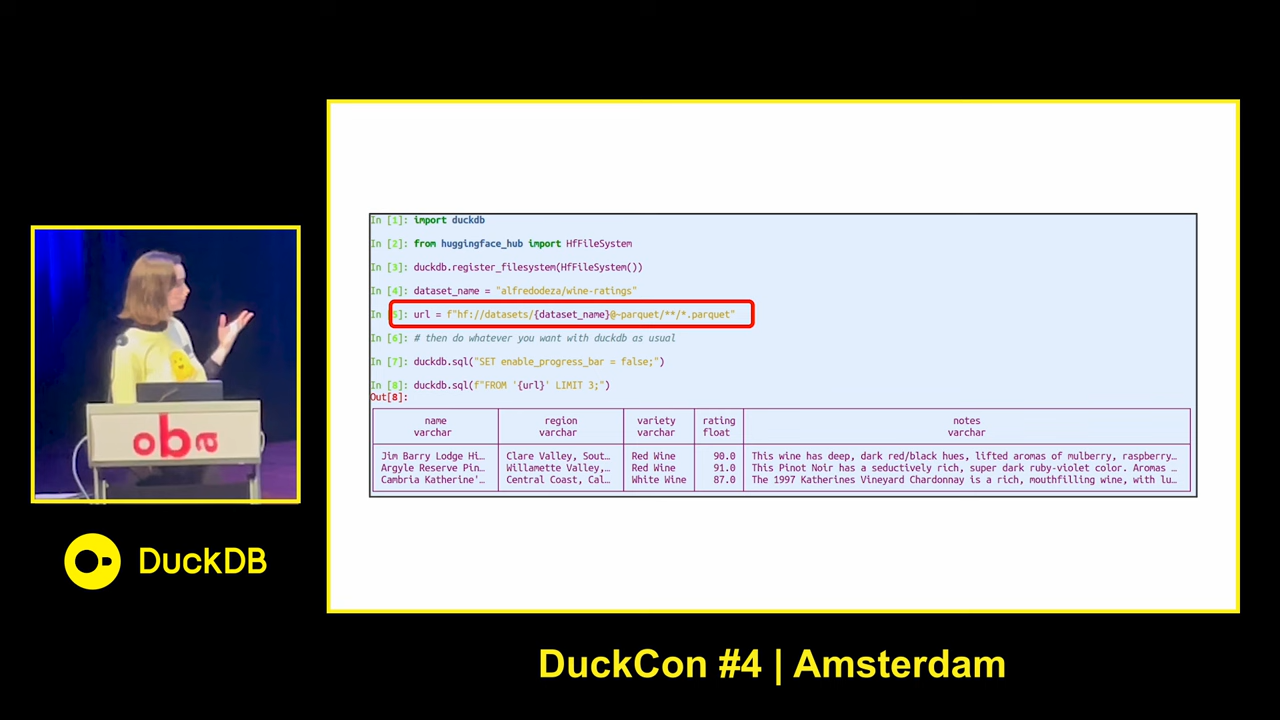 In [1]: import duckdb
In [2]: from huggingface_hub import HfFileSystem
In [3]: duckdb.register_filesystem(HfFileSystem())
In [4]: dataset_name = "alfredodeza/wine-ratings"
In [5]: url = f"hf://datasets/{dataset_name}@~parquet/**/*.parquet"
In [6]: # then do whatever you want with duckdb as usual
In [7]: duckdb.sql("SET enable_progress_bar = false;")
In [8]: duckdb.sql(f"FROM '{url}' LIMIT 3;")
Out[8]:
name region variety rating notes
varchar varchar varchar float varchar
Jim Barry Lodge Hi… Clare Valley, Sout… Red Wine 90.0 This wine has deep, dark red/black hues, lifted aromas of mulberry, raspberry…
Argyle Reserve Pin… Willamette Valley,… Red Wine 91.0 This Pinot Noir has a seductively rich, super dark ruby-violet color. Aromas …
Cambria Katherine'… Central Coast, Cal… White Wine 87.0 The 1997 Katherines Vineyard Chardonnay is a rich, mouthfilling wine, with lu…
oba
DuckDB
DuckCon #4 | Amsterdam